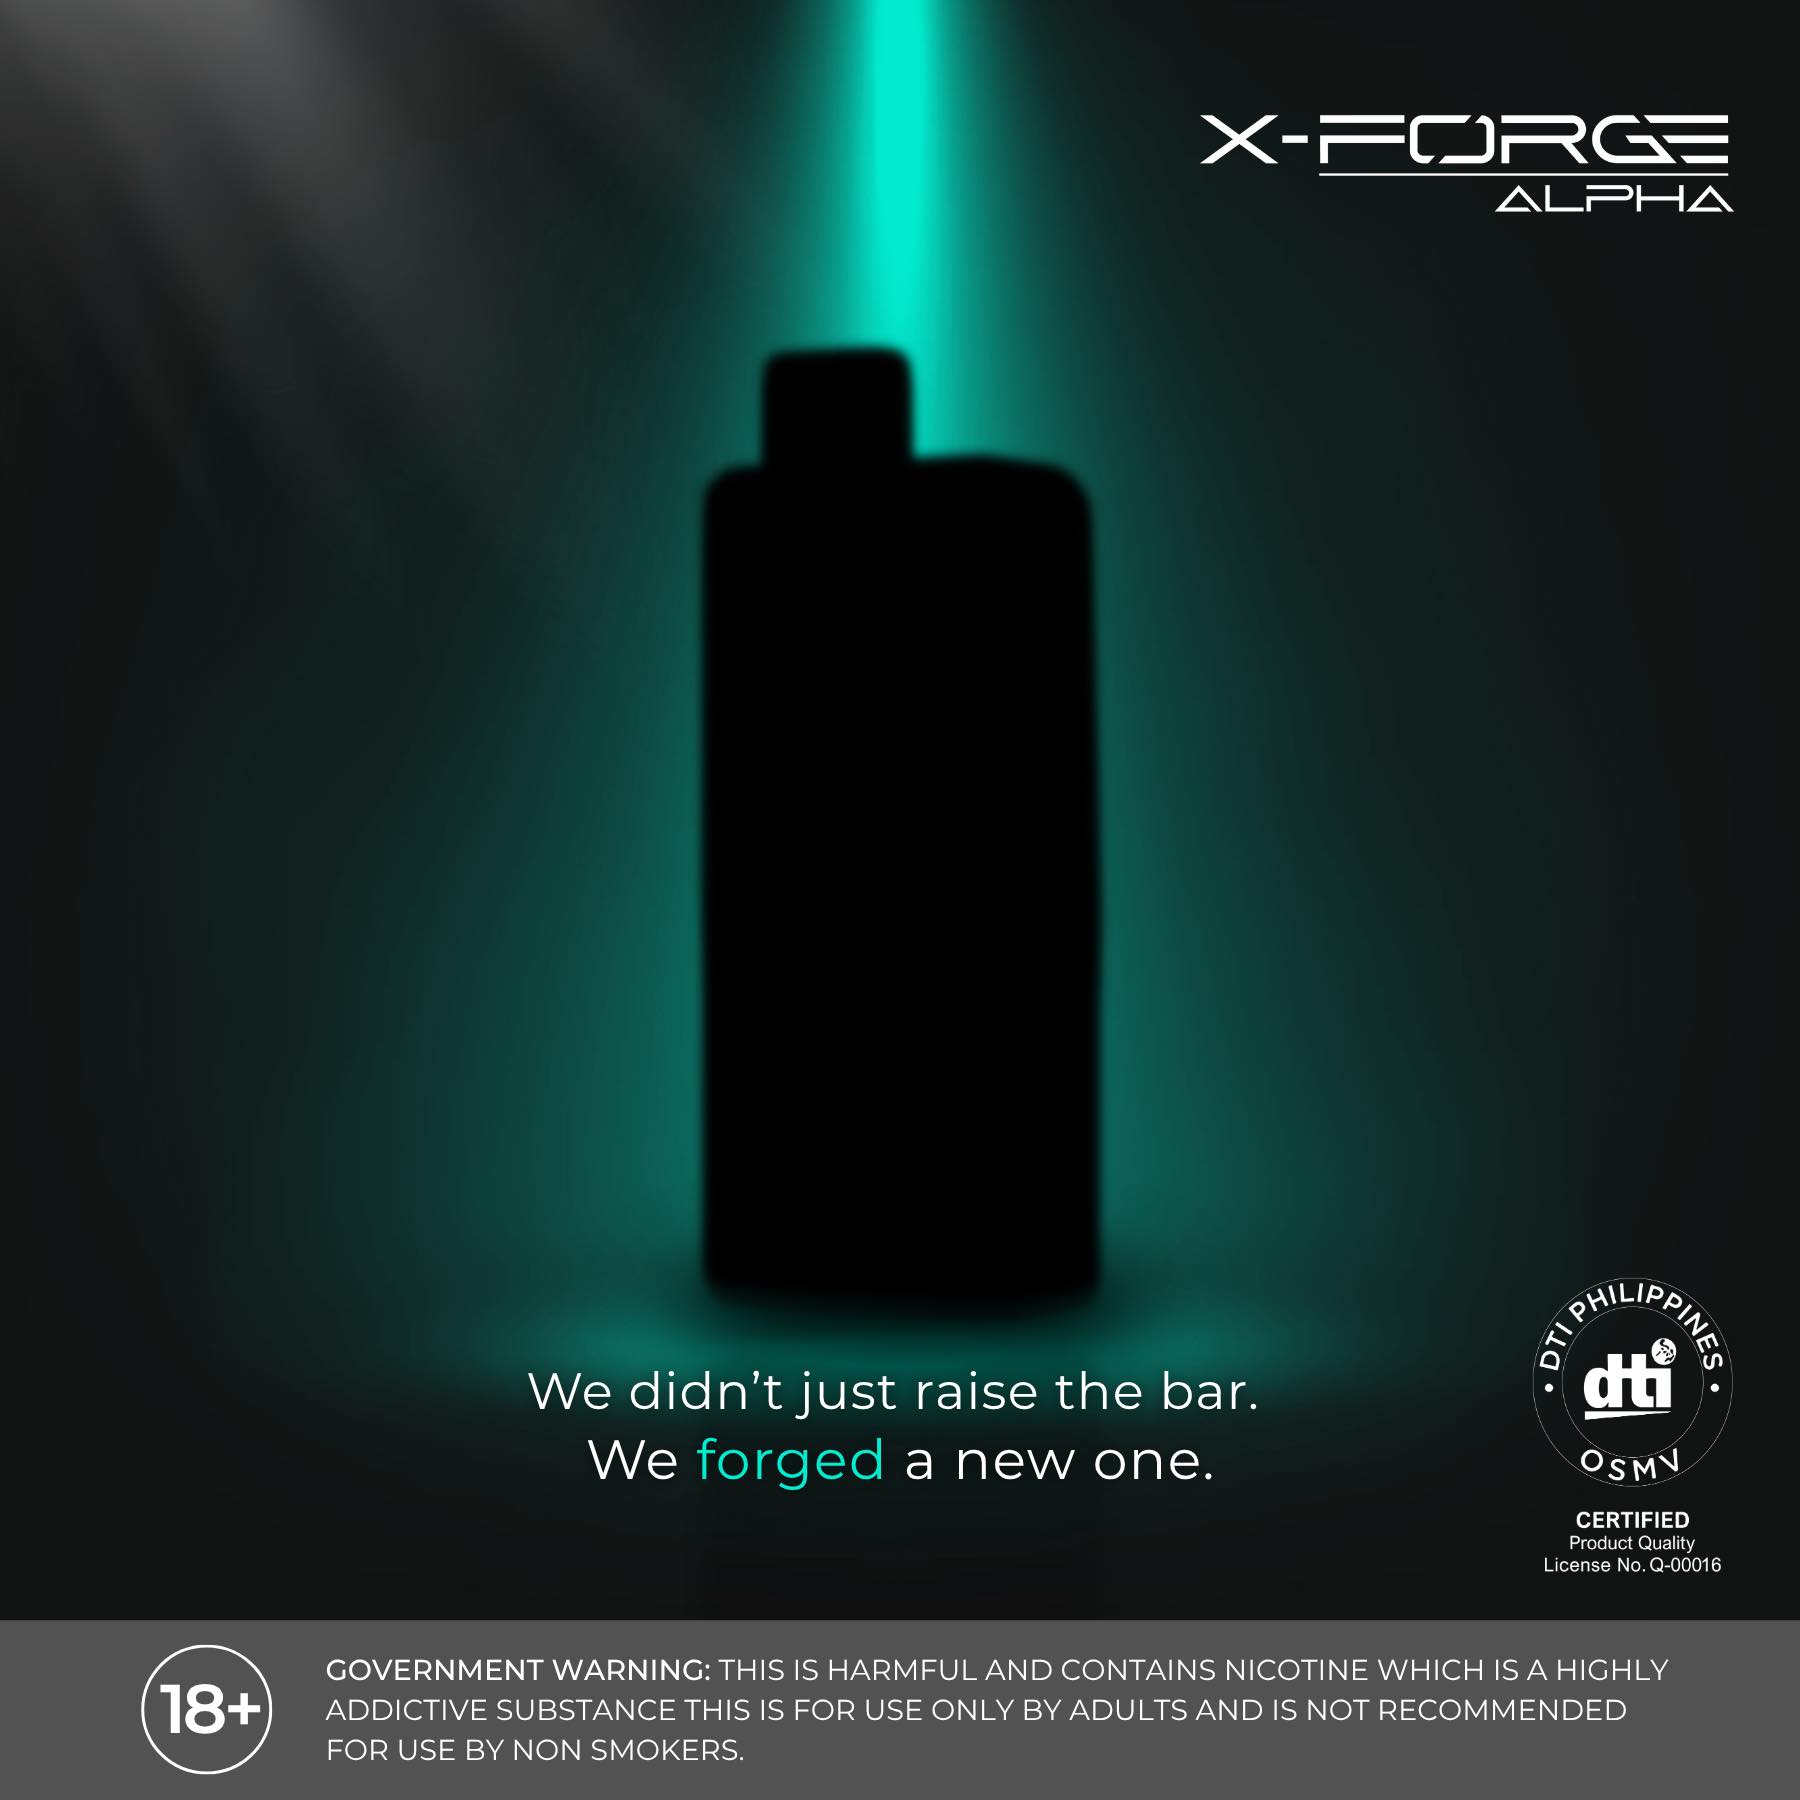 X-FORGE
ALPHA
We didn't just raise the bar.
We forged a new one.
DTI PHILIPPINES
dti
OSMV
CERTIFIED
Product Quality
License No. Q-00016
18+
GOVERNMENT WARNING: THIS IS HARMFUL AND CONTAINS NICOTINE WHICH IS A HIGHLY
ADDICTIVE SUBSTANCE THIS IS FOR USE ONLY BY ADULTS AND IS NOT RECOMMENDED
FOR USE BY NON SMOKERS.